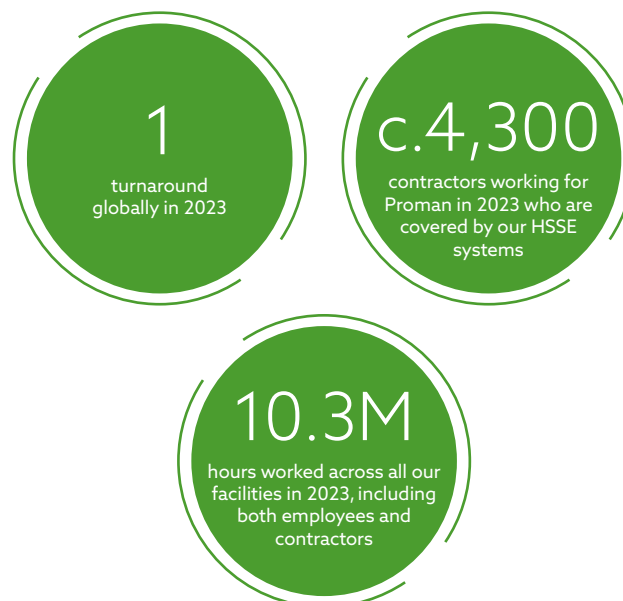 1
turnaround
globally in 2023
c.4,300
contractors working for
Proman in 2023 who are
covered by our HSSE
systems
10.3M
hours worked across all our
facilities in 2023, including
both employees and
contractors